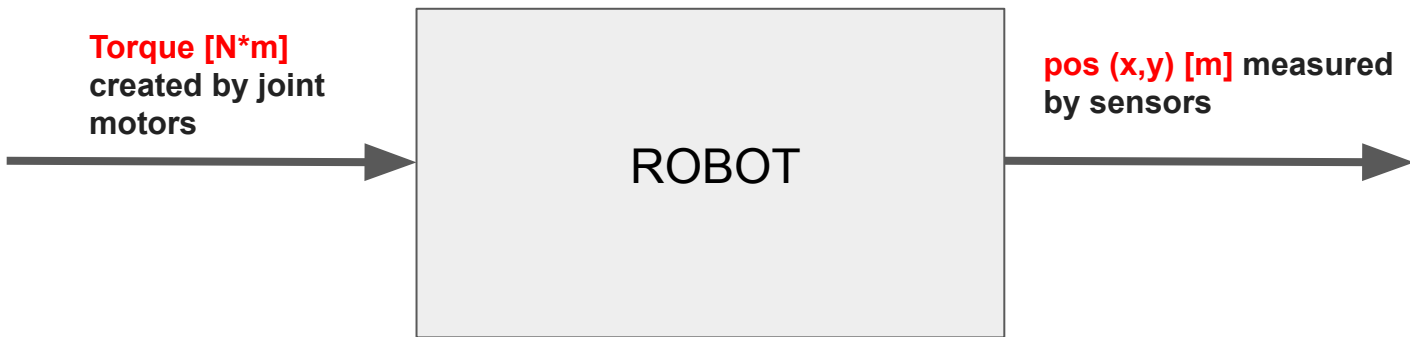 Torque [N*m]
created by joint
motors
pos (x,y) [m] measured
by sensors
ROBOT